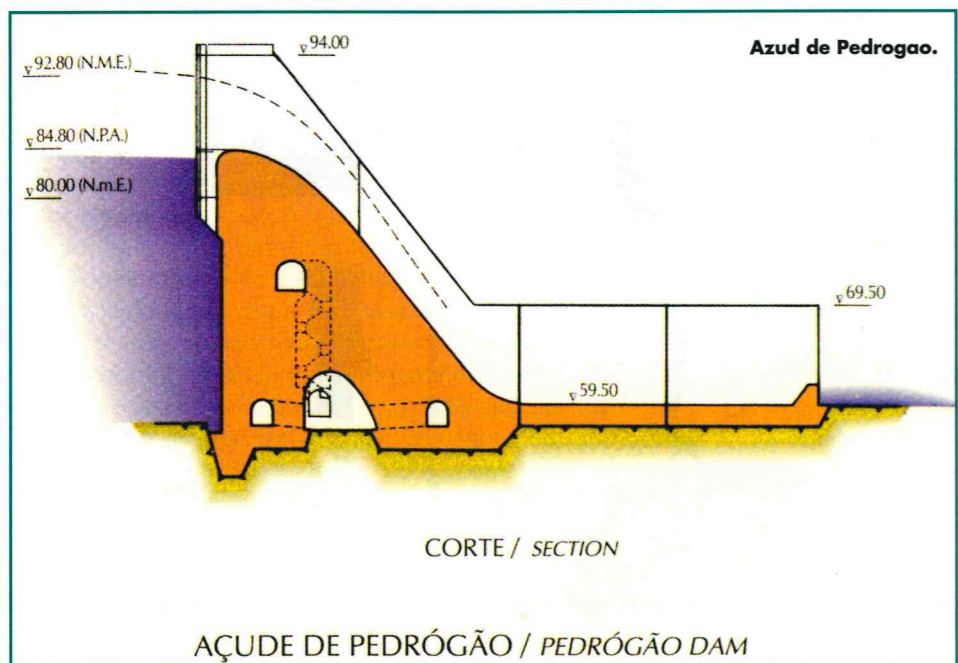 Azud de Pedrogao.
94.00
92.80 (N.M.E.)
84.80 (N.P.A.)
80.00 (N.m.E.)
69.50
59.50
CORTE / SECTION
AÇUDE DE PEDRÓGÃO / PEDRÓGÃO DAM